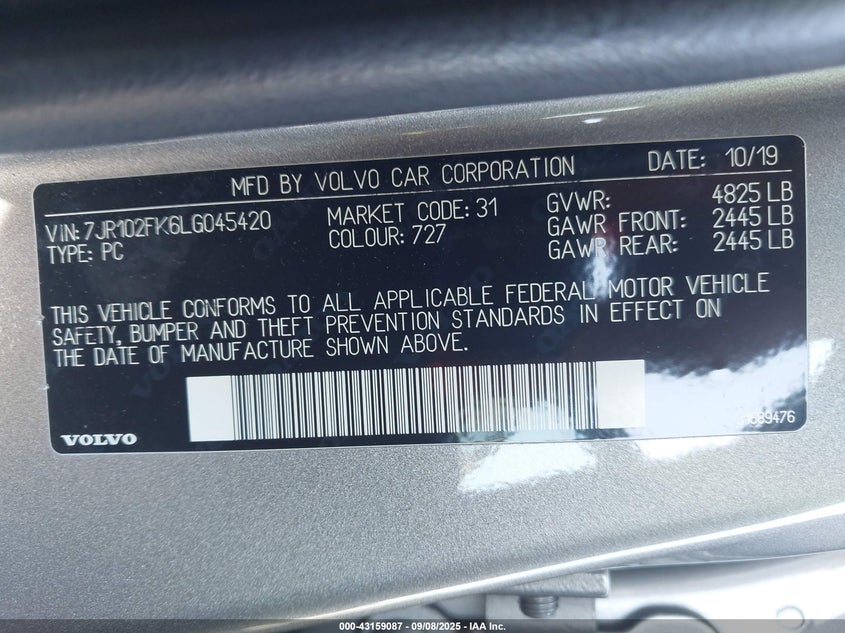 MFD BY VOLVO CAR CORPORATION DATE: 10/19
VIN: 7JR102FK6LG045420 MARKET CODE: 31 GVWR: 4825 LB
TYPE: PC COLOUR: 727 GAWR FRONT: 2445 LB
GAWR REAR: 2445 LB
THIS VEHICLE CONFORMS TO ALL APPLICABLE FEDERAL MOTOR VEHICLE
SAFETY, BUMPER AND THEFT PREVENTION STANDARDS IN EFFECT ON
THE DATE OF MANUFACTURE SHOWN ABOVE.
VOLVO
000-43159087 - 09/08/2025 - IAA Inc.